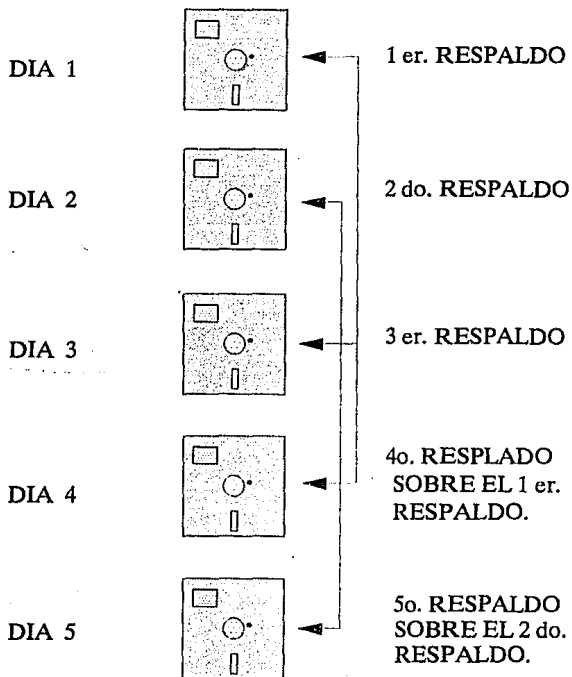 DIA 1
1 er. RESPALDO
DIA 2
2 do. RESPALDO
DIA 3
3 er. RESPALDO
DIA 4
4o. RESPLADO
SOBRE EL 1 er.
RESPALDO.
DIA 5
5o. RESPALDO
SOBRE EL 2 do.
RESPALDO.